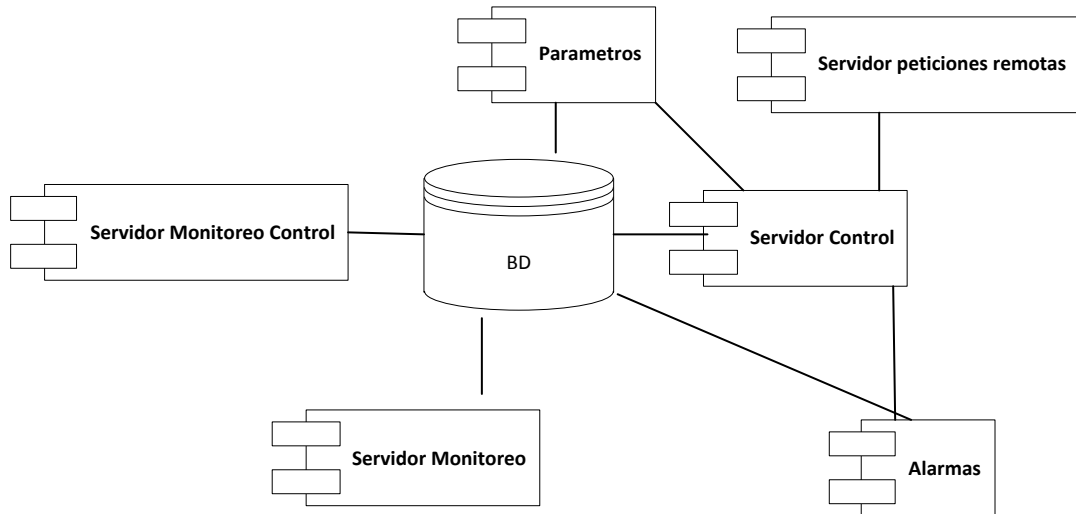 Parametros
Servidor peticiones remotas
Servidor Monitoreo Control
Servidor Control
BD
Servidor Monitoreo
Alarmas